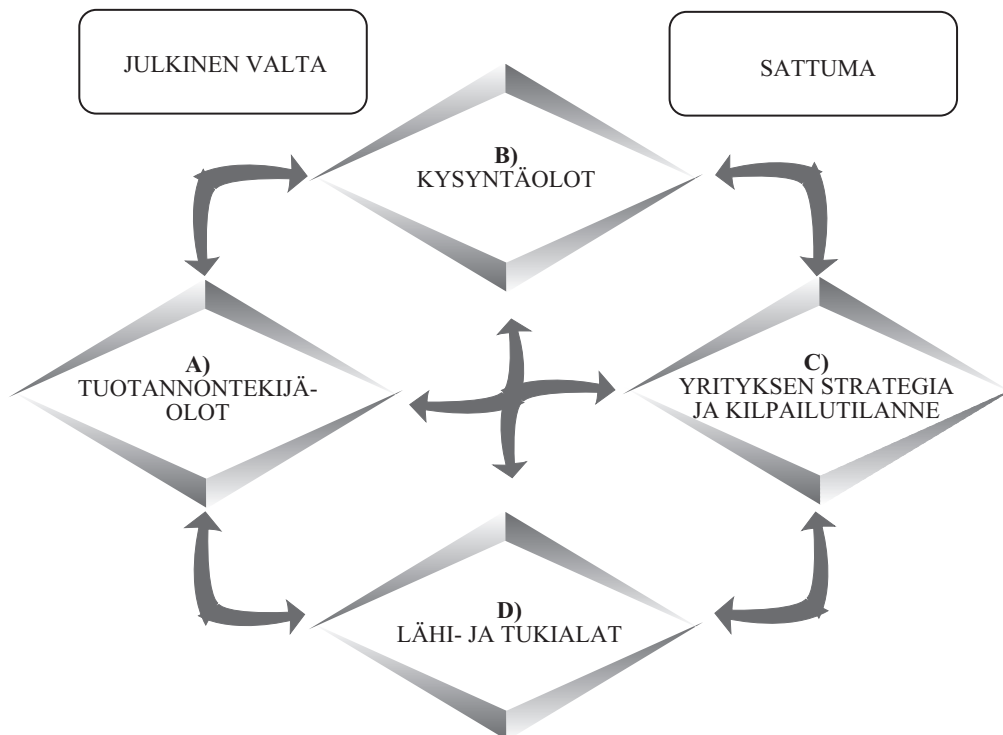 JULKINEN VALTA
SATTUMA
B)
KYSYNTÄOLOT
A)
TUOTANNONTEKIJÄ-
OLOT
C)
YRITYKSEN STRATEGIA
JA KILPAILUTILANNE
D)
LÄHI- JA TUKIALAT